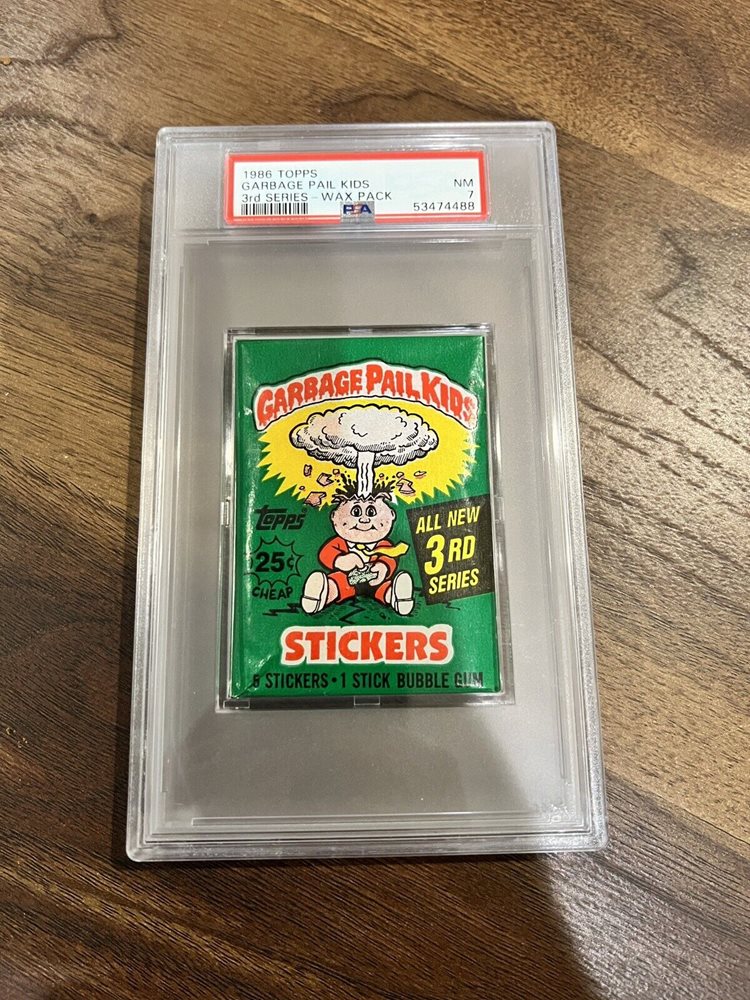 1986 TOPPS
GARBAGE PAIL KIDS
NM
3rd SERIES - WAX PACK
7
PSA
53474488
GARBAGE PAIL KIDS
topps
ALL NEW
3RD
SERIES
25¢
CHEAP
STICKERS
5 STICKERS • 1 STICK BUBBLE GUM